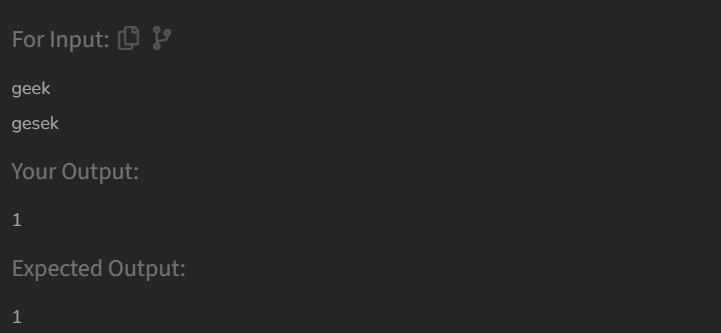 For Input:
geek
gesek
Your Output:
1
Expected Output:
1